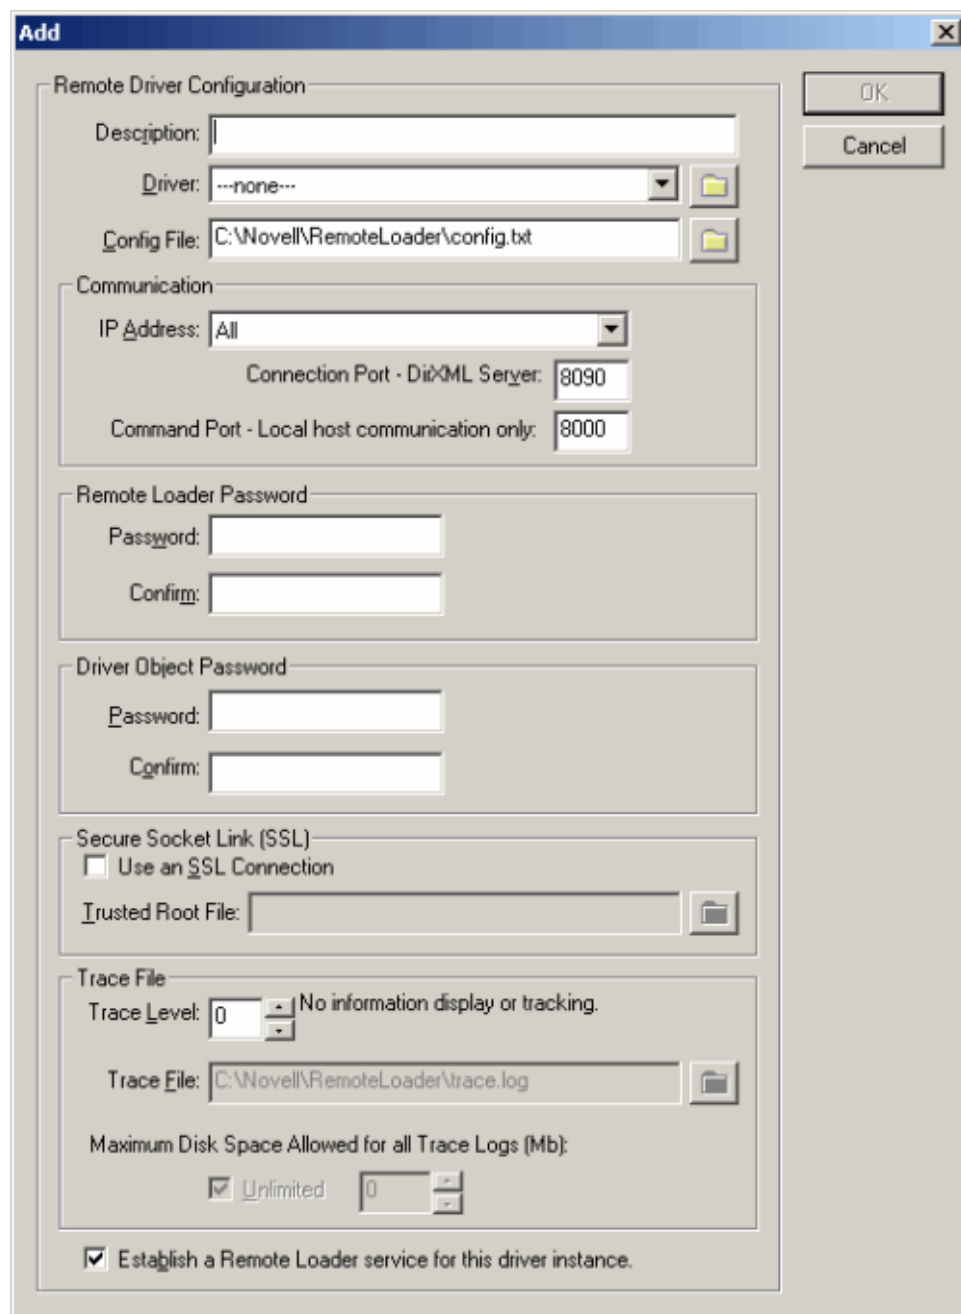 Add
Remote Driver Configuration
OK
Description:
Cancel
Driver: ---none---
Config File: C:\Novell\RemoteLoader\config.txt
Communication
IP Address: All
Connection Port - DirXML Server: 8090
Command Port - Local host communication only: 8000
Remote Loader Password
Password:
Confirm:
Driver Object Password
Password:
Confirm:
Secure Socket Link (SSL)
Use an SSL Connection
Trusted Root File:
Trace File
Trace Level: 0 No information display or tracking.
Trace File: C:\Novell\RemoteLoader\trace.log
Maximum Disk Space Allowed for all Trace Logs (Mb):
Unlimited 0
Establish a Remote Loader service for this driver instance.